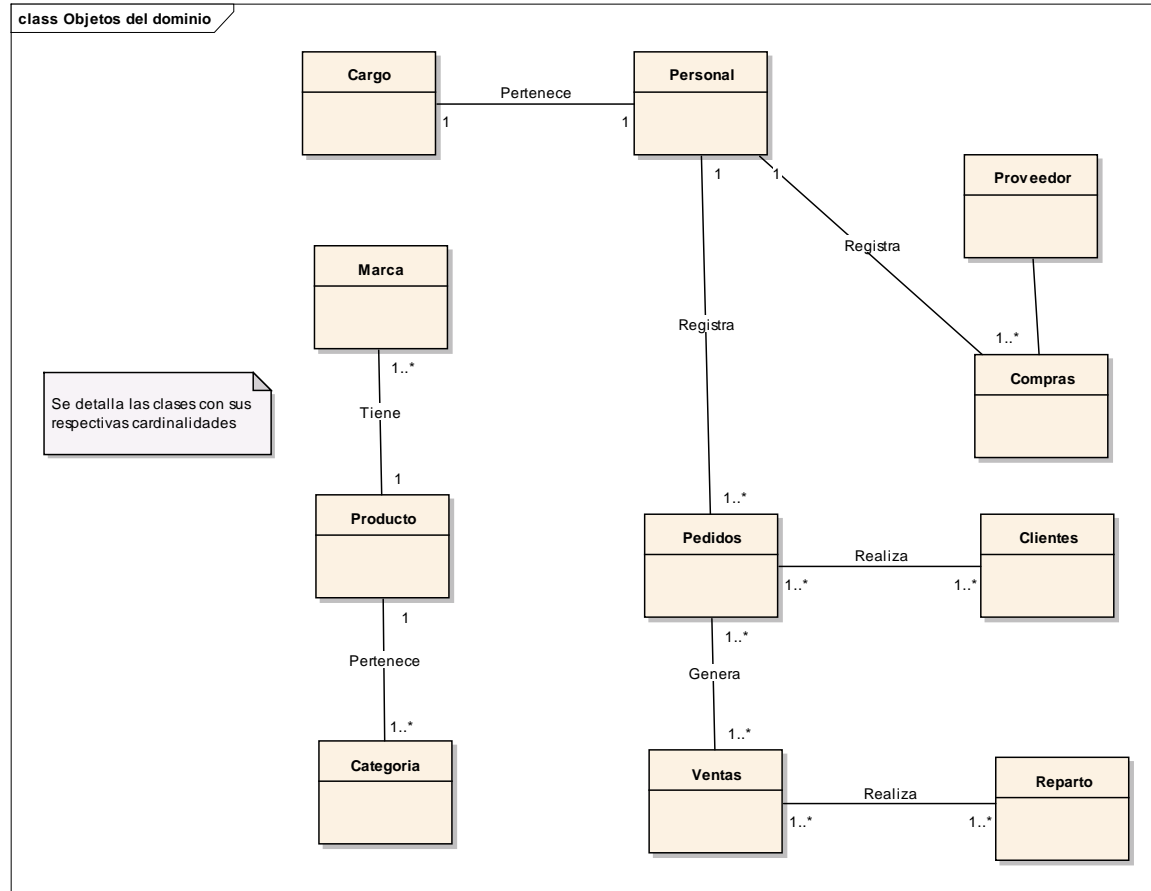 class Objetos del dominio
Cargo
Personal
Pertenece
1
1
1
1
Proveedor
Registra
Marca
1..*
Registra
1..*
Compras
Se detalla las clases con sus
respectivas cardinalidades
Tiene
1
Producto
1..*
Pedidos
Realiza
Clientes
1..*
1..*
1
1..*
Pertenece
Genera
1..*
1..*
Categoria
Ventas
Realiza
Reparto
1..*
1..*